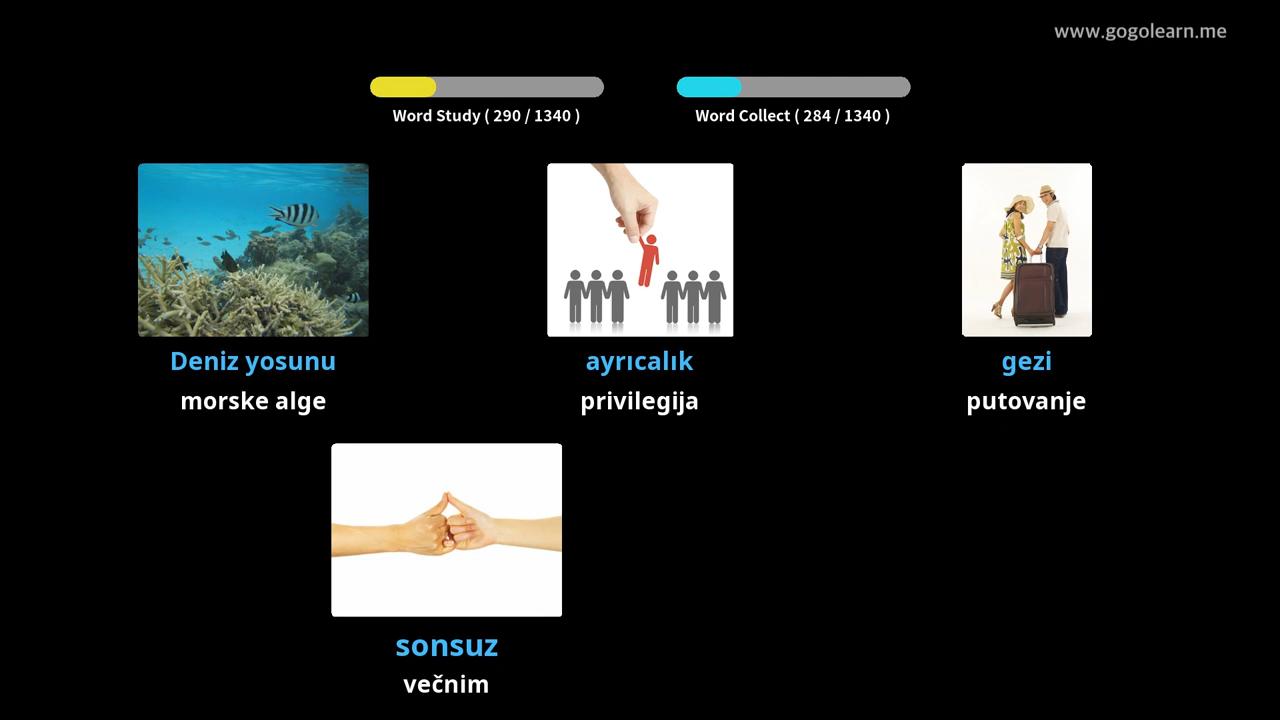 www.gogolearn.me
Word Study ( 290 / 1340 )
Word Collect ( 284 / 1340 )
Deniz yosunu
ayrıcalık
gezi
morske alge
privilegija
putovanje
sonsuz
večnim